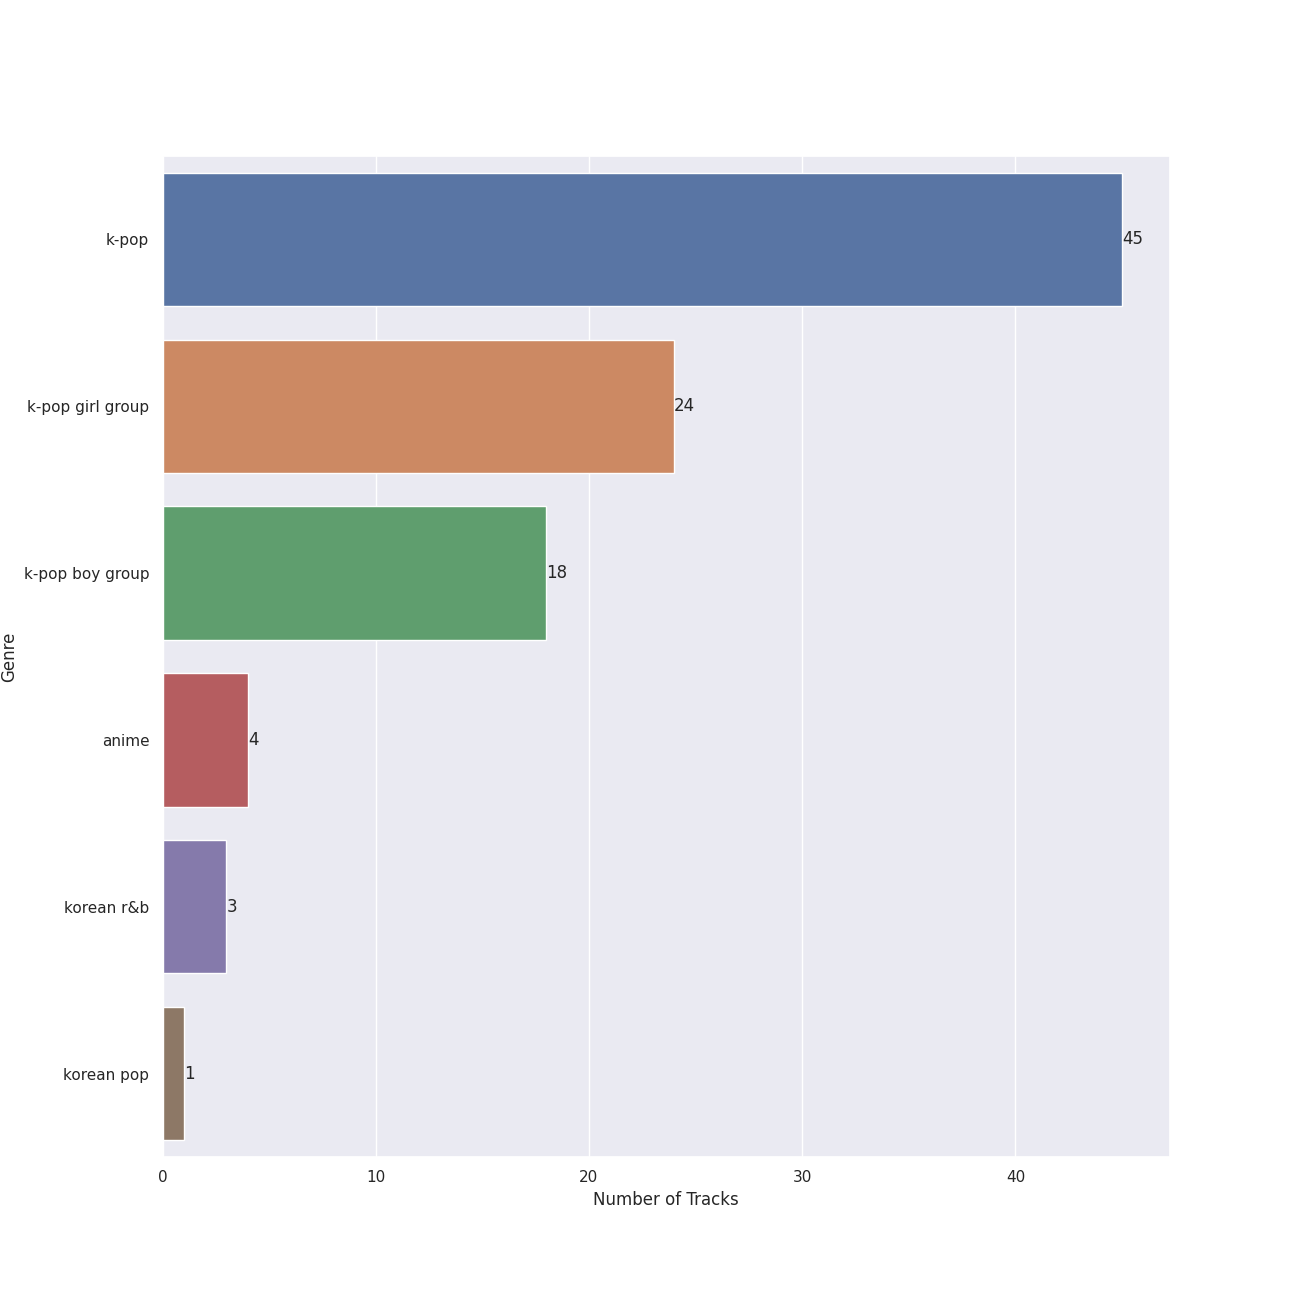 k-pop
45
k-pop girl group
24
k-pop boy group
18
Genre
anime
4
korean r&b
3
korean pop
1
0 10 20 30 40
Number of Tracks